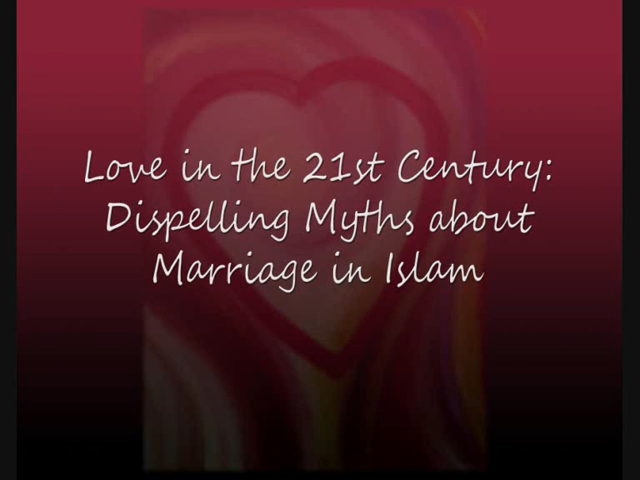 Love in the 21st Century:
Dispelling Myths about
Marriage in Islam